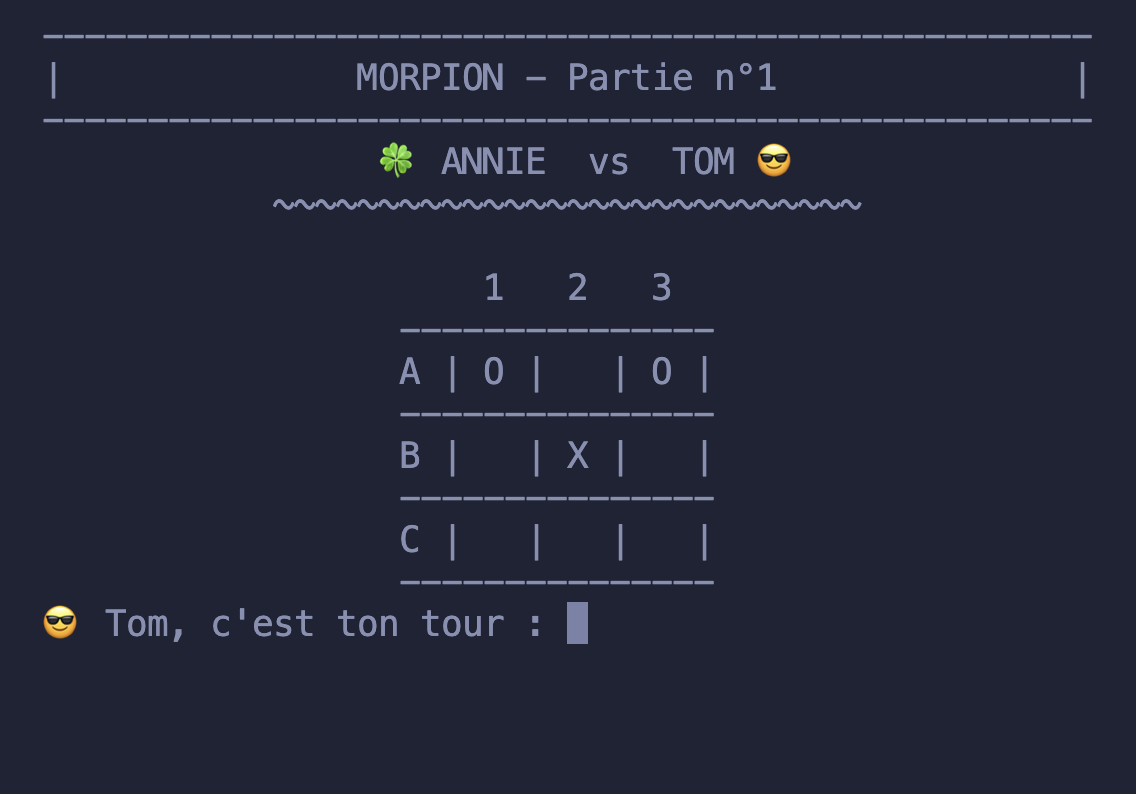 --------------------------------------------------
| MORPION – Partie n°1 |
--------------------------------------------------
🍀 ANNIE vs TOM 😎
~~~~~~~~~~~~~~~~~~~~~~~~~~~~
1 2 3
---------------
A | O |   | O |
---------------
B |   | X |   |
---------------
C |   |   |   |
---------------
😎 Tom, c'est ton tour :